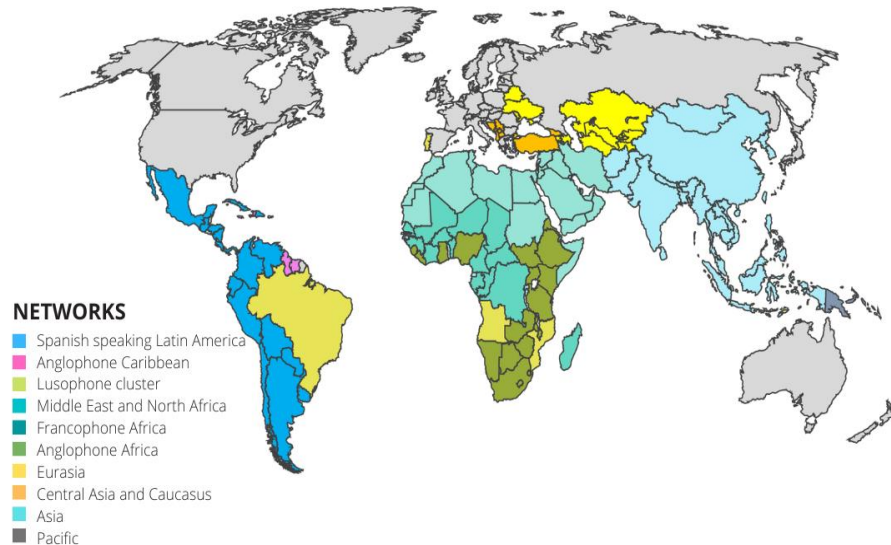 NETWORKS
Spanish speaking Latin America
Anglophone Caribbean
Lusophone cluster
Middle East and North Africa
Francophone Africa
Anglophone Africa
Eurasia
Central Asia and Caucasus
Asia
Pacific